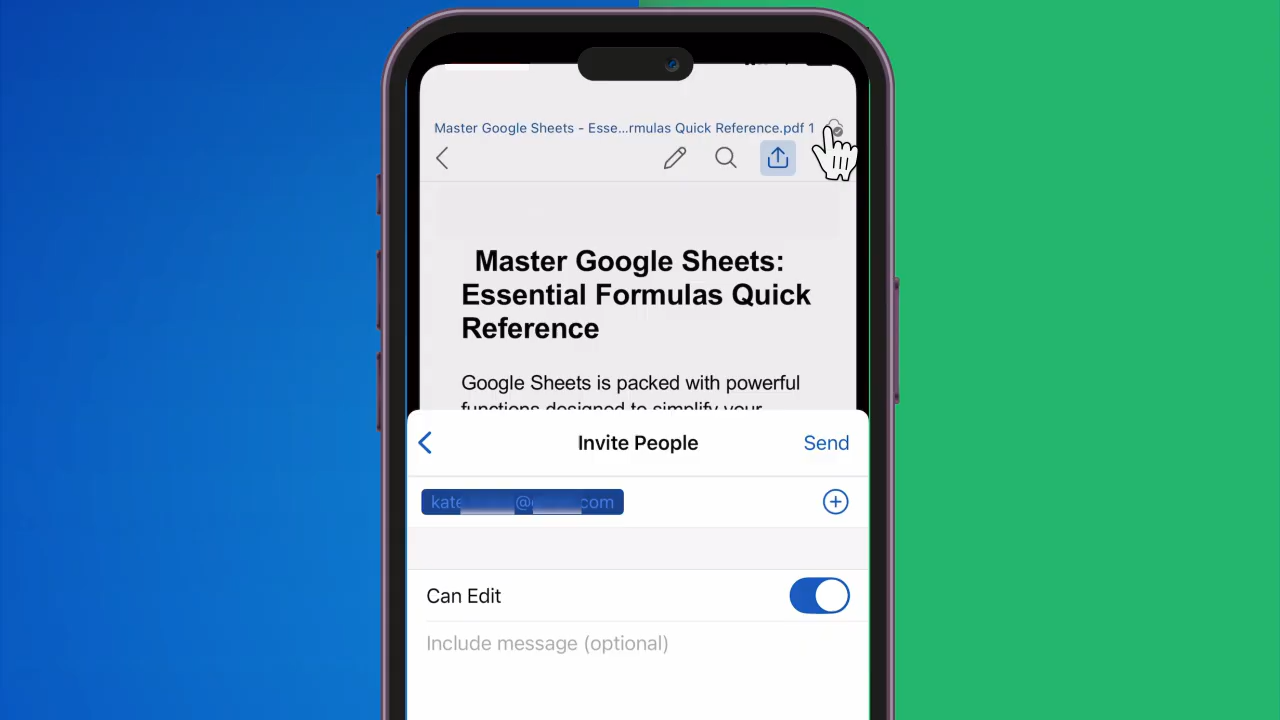 Master Google Sheets - Esse...rmulas Quick Reference.pdf 1
Master Google Sheets:
Essential Formulas Quick
Reference
Google Sheets is packed with powerful
functions designed to simplify your
Invite People
Send
kate
@
com
Can Edit
Include message (optional)